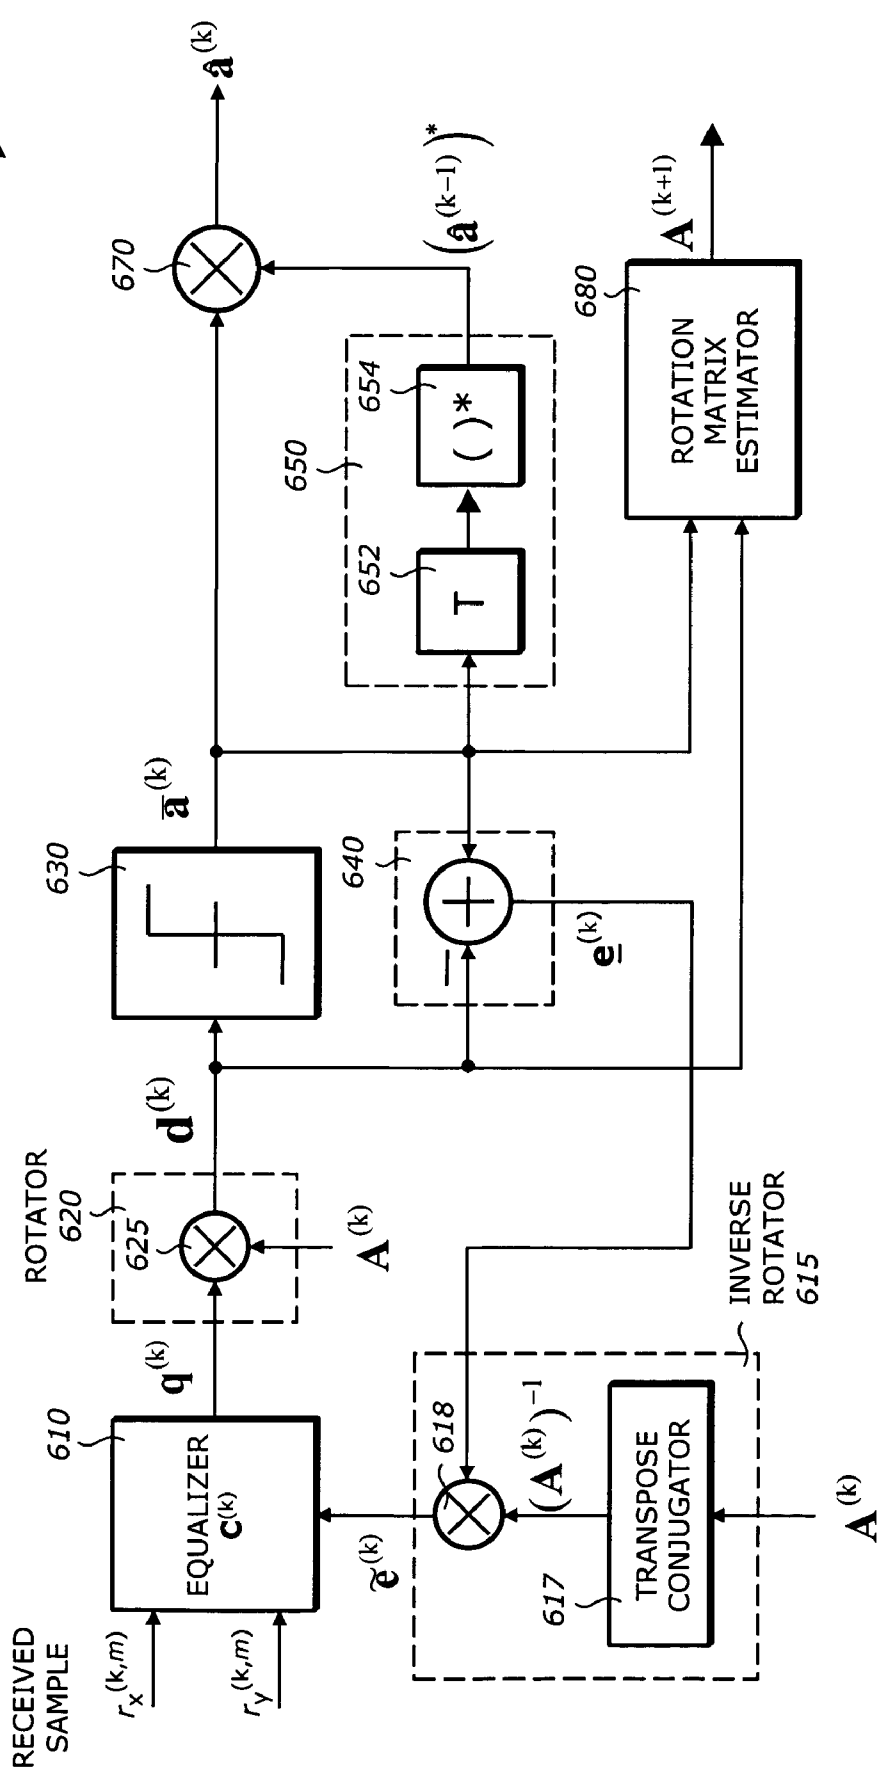 RECEIVED
SAMPLE
r_x^(k,m)
r_y^(k,m)
610
EQUALIZER
c^(k)
q^(k)
ROTATOR
620
625
A^(k)
d^(k)
630
a̅^(k)
670
â^(k)
640
−
+
e̲^(k)
650
652
T
654
( )*
(â^(k−1))*
680
ROTATION
MATRIX
ESTIMATOR
A^(k+1)
ẽ^(k)
618
(A^(k))^−1
617
TRANSPOSE
CONJUGATOR
A^(k)
INVERSE
ROTATOR
615